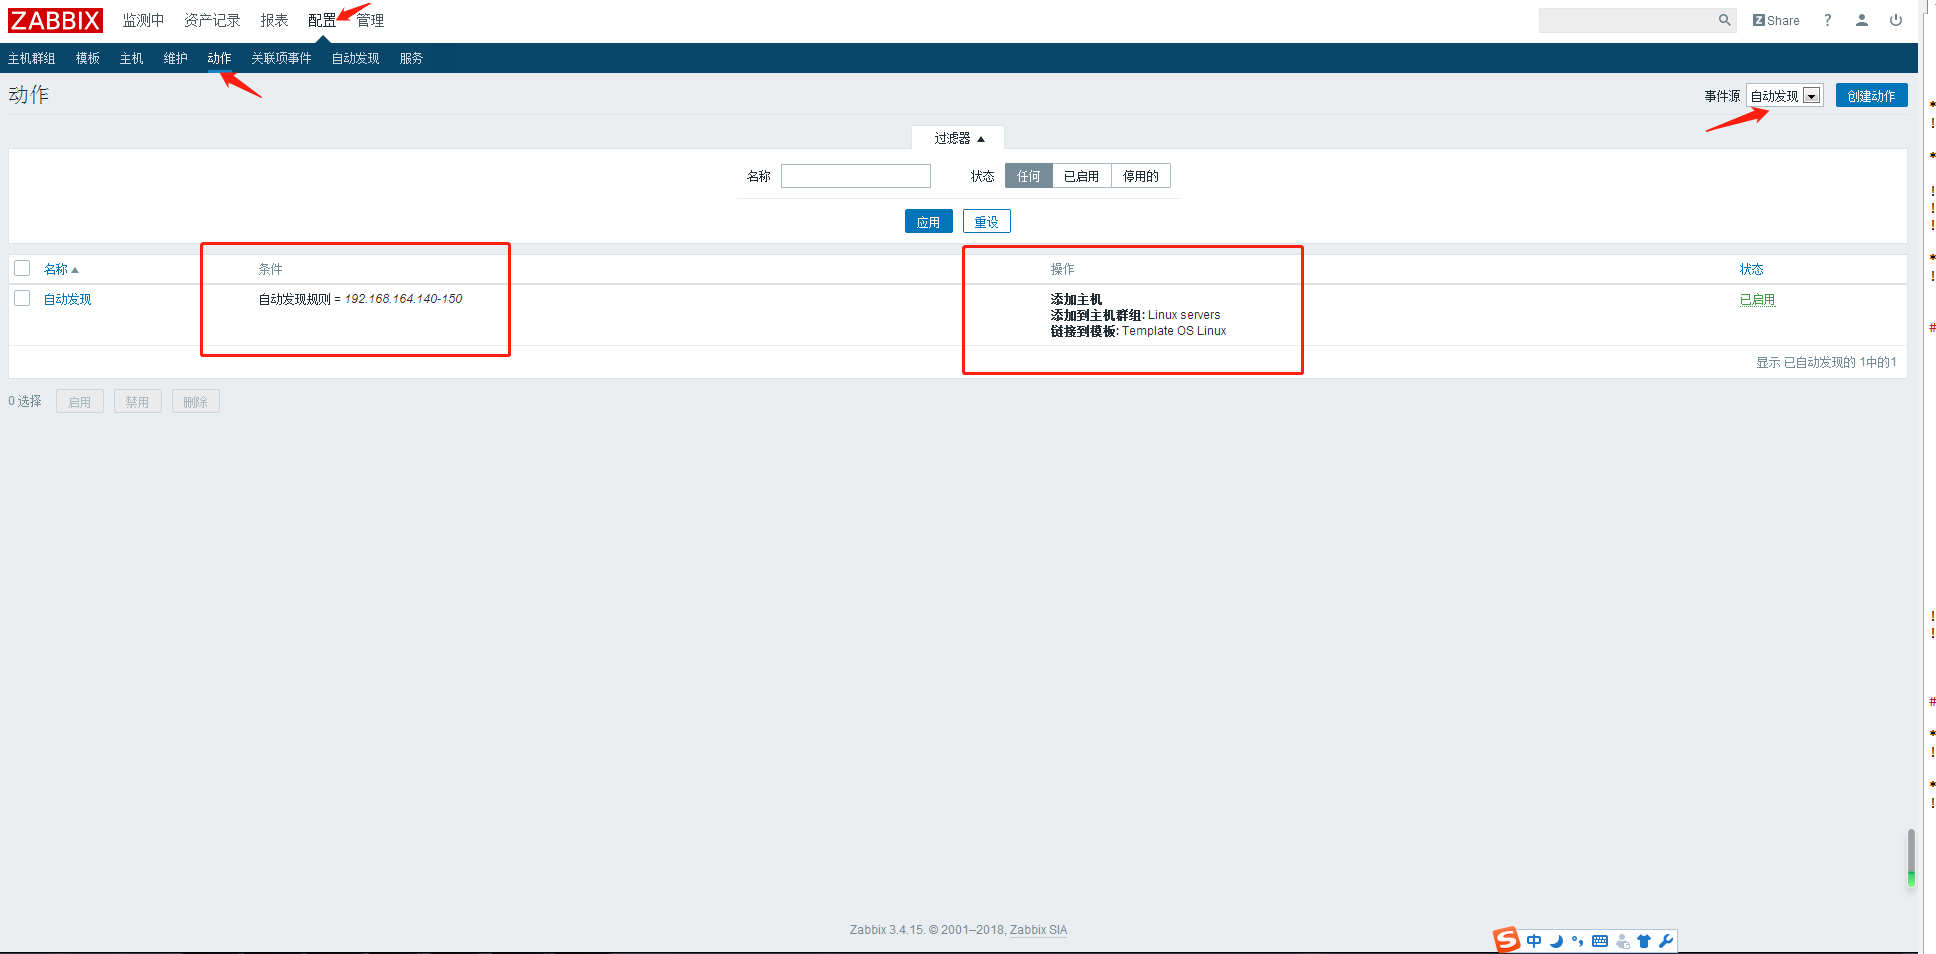 ZABBIX 监测中 资产记录 报表 配置 管理 Share ?
主机群组 模板 主机 维护 动作 关联项事件 自动发现 服务
动作 事件源 自动发现 创建动作
过滤器
名称 状态 任何 已启用 停用的
应用 重设
名称 条件 操作 状态
自动发现 自动发现规则 = 192.168.164.140-150 添加主机 已启用
添加到主机群组: Linux servers
链接到模板: Template OS Linux
显示 已自动发现的 1中的1
0 选择 启用 禁用 删除
Zabbix 3.4.15. © 2001–2018, Zabbix SIA
中